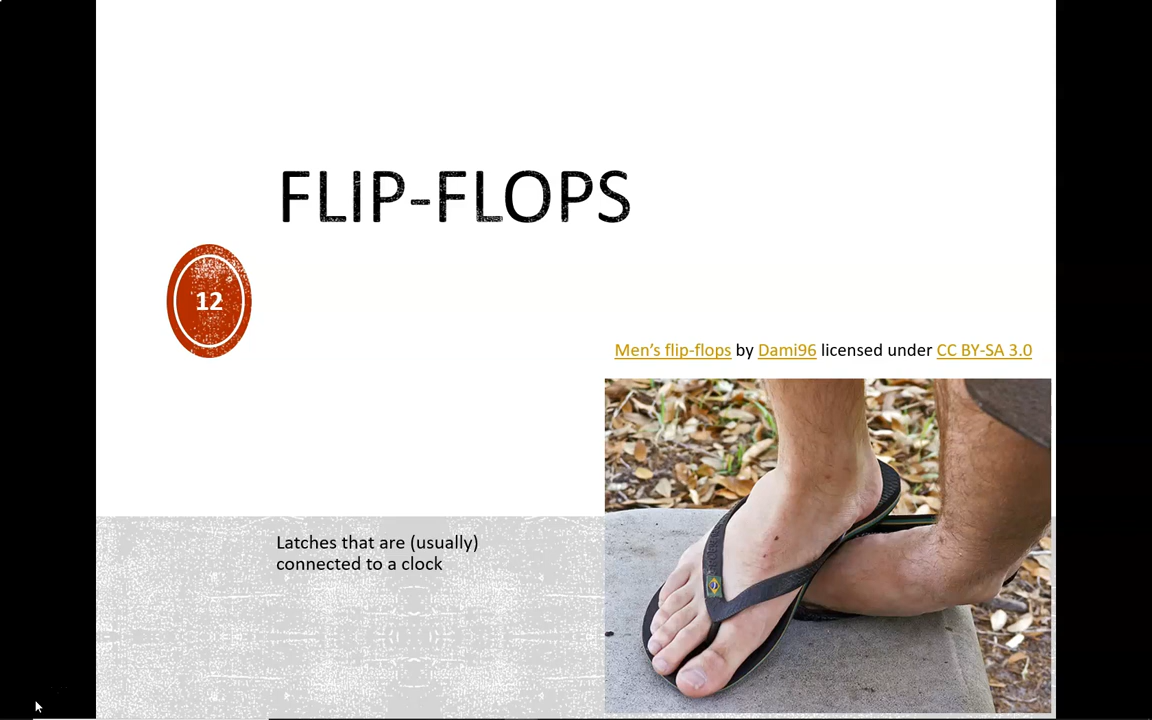 FLIP-FLOPS
12
Men's flip-flops by Dami96 licensed under CC BY-SA 3.0
Latches that are (usually)
connected to a clock